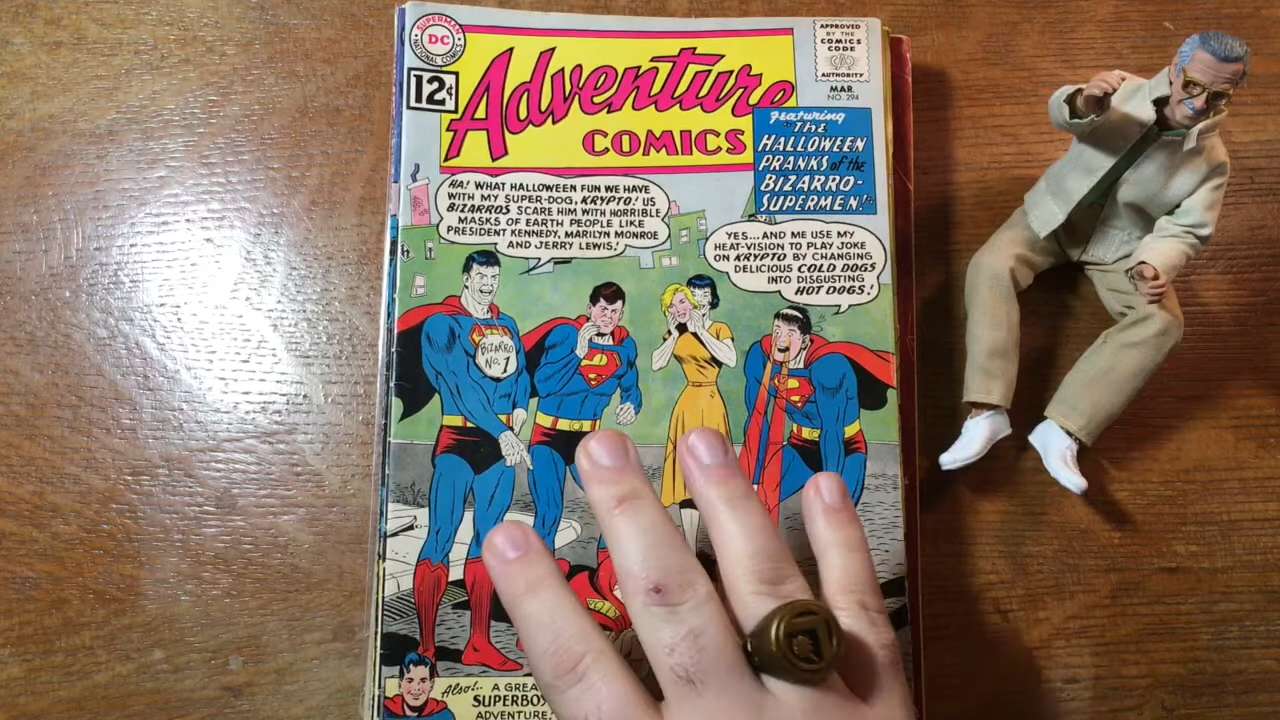 SUPERMAN
DC
NATIONAL COMICS
12¢
Adventure
COMICS
APPROVED
BY THE
COMICS
CODE
CA
AUTHORITY
MAR.
NO. 294
Featuring
"THE
HALLOWEEN
PRANKS of the
BIZARRO-
SUPERMEN!"
HA! WHAT HALLOWEEN FUN WE HAVE
WITH MY SUPER-DOG, KRYPTO! US
BIZARROS SCARE HIM WITH HORRIBLE
MASKS OF EARTH PEOPLE LIKE
PRESIDENT KENNEDY, MARILYN MONROE
AND JERRY LEWIS!
YES...AND ME USE MY
HEAT-VISION TO PLAY JOKE
ON KRYPTO BY CHANGING
DELICIOUS COLD DOGS
INTO DISGUSTING
HOT DOGS!
BIZARRO
No. 1
Also!.. A GREA
SUPERBOY
ADVENTURE!